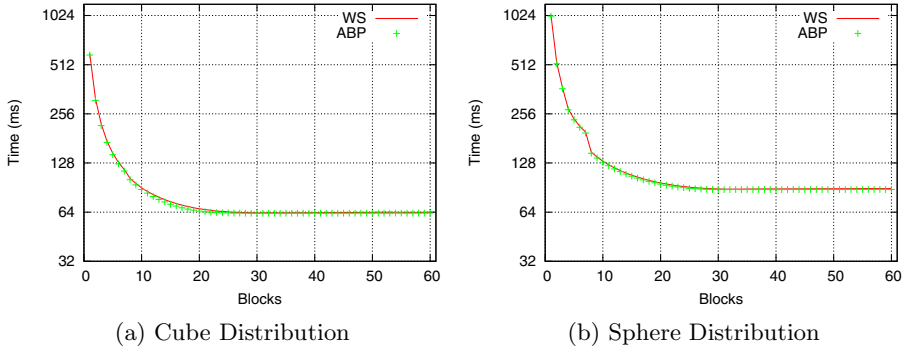 1024
512
256
128
64
32
Time (ms)
0 10 20 30 40 50 60
Blocks
WS
ABP
(a) Cube Distribution
1024
512
256
128
64
32
Time (ms)
0 10 20 30 40 50 60
Blocks
WS
ABP
(b) Sphere Distribution